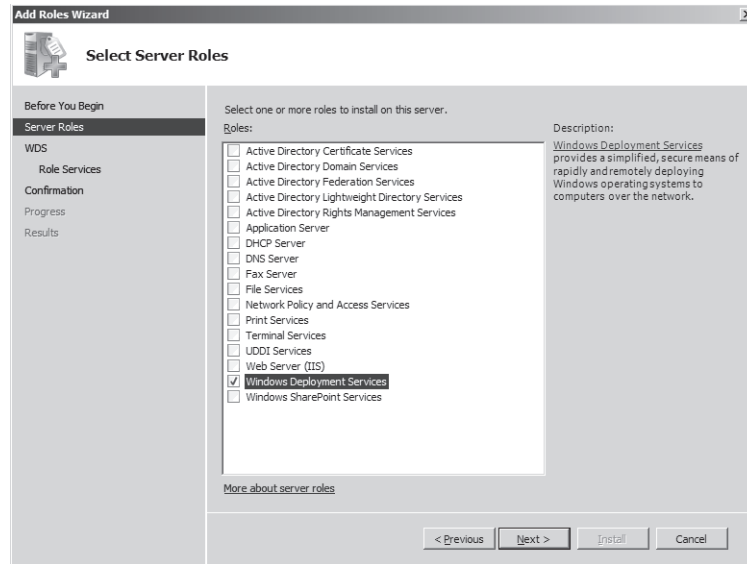 Add Roles Wizard
Select Server Roles
Before You Begin
Server Roles
WDS
Role Services
Confirmation
Progress
Results
Select one or more roles to install on this server.
Roles:
Active Directory Certificate Services
Active Directory Domain Services
Active Directory Federation Services
Active Directory Lightweight Directory Services
Active Directory Rights Management Services
Application Server
DHCP Server
DNS Server
Fax Server
File Services
Network Policy and Access Services
Print Services
Terminal Services
UDDI Services
Web Server (IIS)
Windows Deployment Services
Windows SharePoint Services
More about server roles
Description:
Windows Deployment Services
provides a simplified, secure means of
rapidly and remotely deploying
Windows operating systems to
computers over the network.
< Previous
Next >
Install
Cancel